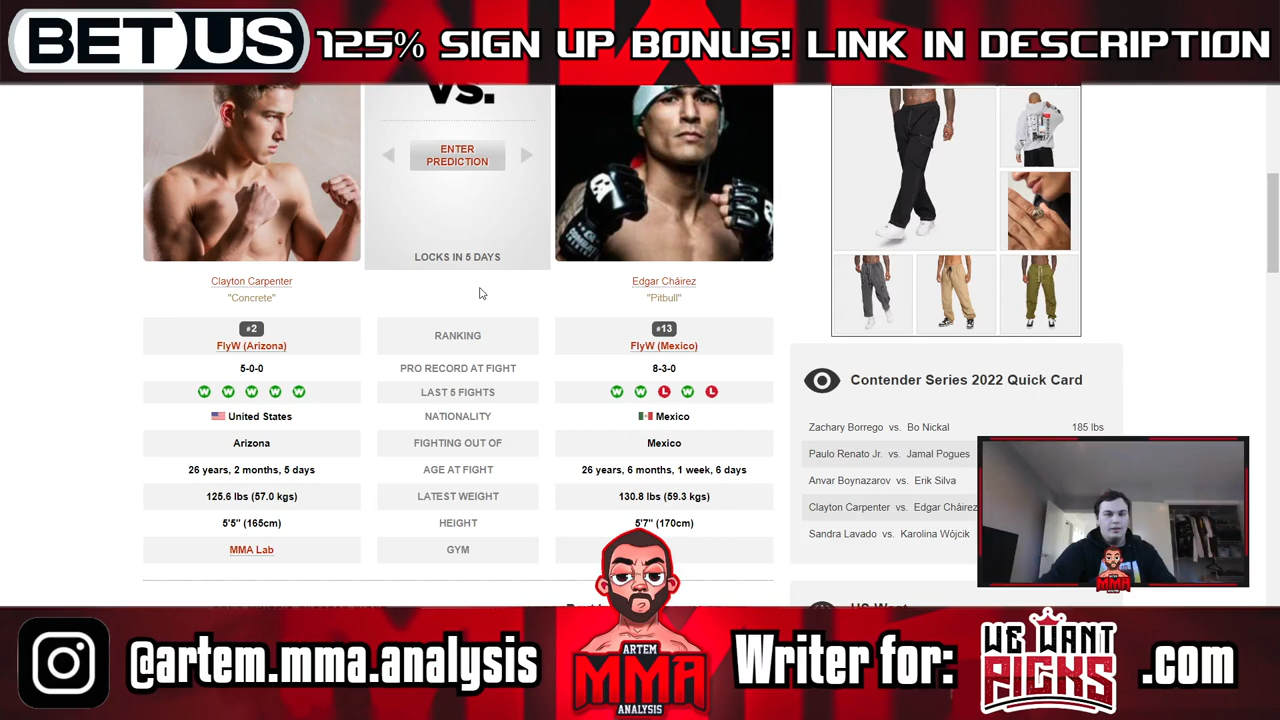 BET US 125% SIGN UP BONUS! LINK IN DESCRIPTION
VS.
ENTER
PREDICTION
LOCKS IN 5 DAYS
Clayton Carpenter
"Concrete"
Edgar Cháirez
"Pitbull"
#2
FlyW (Arizona)
RANKING
#13
FlyW (Mexico)
5-0-0 PRO RECORD AT FIGHT 8-3-0
W W W W W LAST 5 FIGHTS W W L W L
United States NATIONALITY Mexico
Arizona FIGHTING OUT OF Mexico
26 years, 2 months, 5 days AGE AT FIGHT 26 years, 6 months, 1 week, 6 days
125.6 lbs (57.0 kgs) LATEST WEIGHT 130.8 lbs (59.3 kgs)
5'5" (165cm) HEIGHT 5'7" (170cm)
MMA Lab GYM
Contender Series 2022 Quick Card
Zachary Borrego vs. Bo Nickal 185 lbs
Paulo Renato Jr. vs. Jamal Pogues
Anvar Boynazarov vs. Erik Silva
Clayton Carpenter vs. Edgar Cháirez
Sandra Lavado vs. Karolina Wójcik
@artem.mma.analysis
ARTEM
MMA
ANALYSIS
Writer for:
WE WANT
PICKS
.com